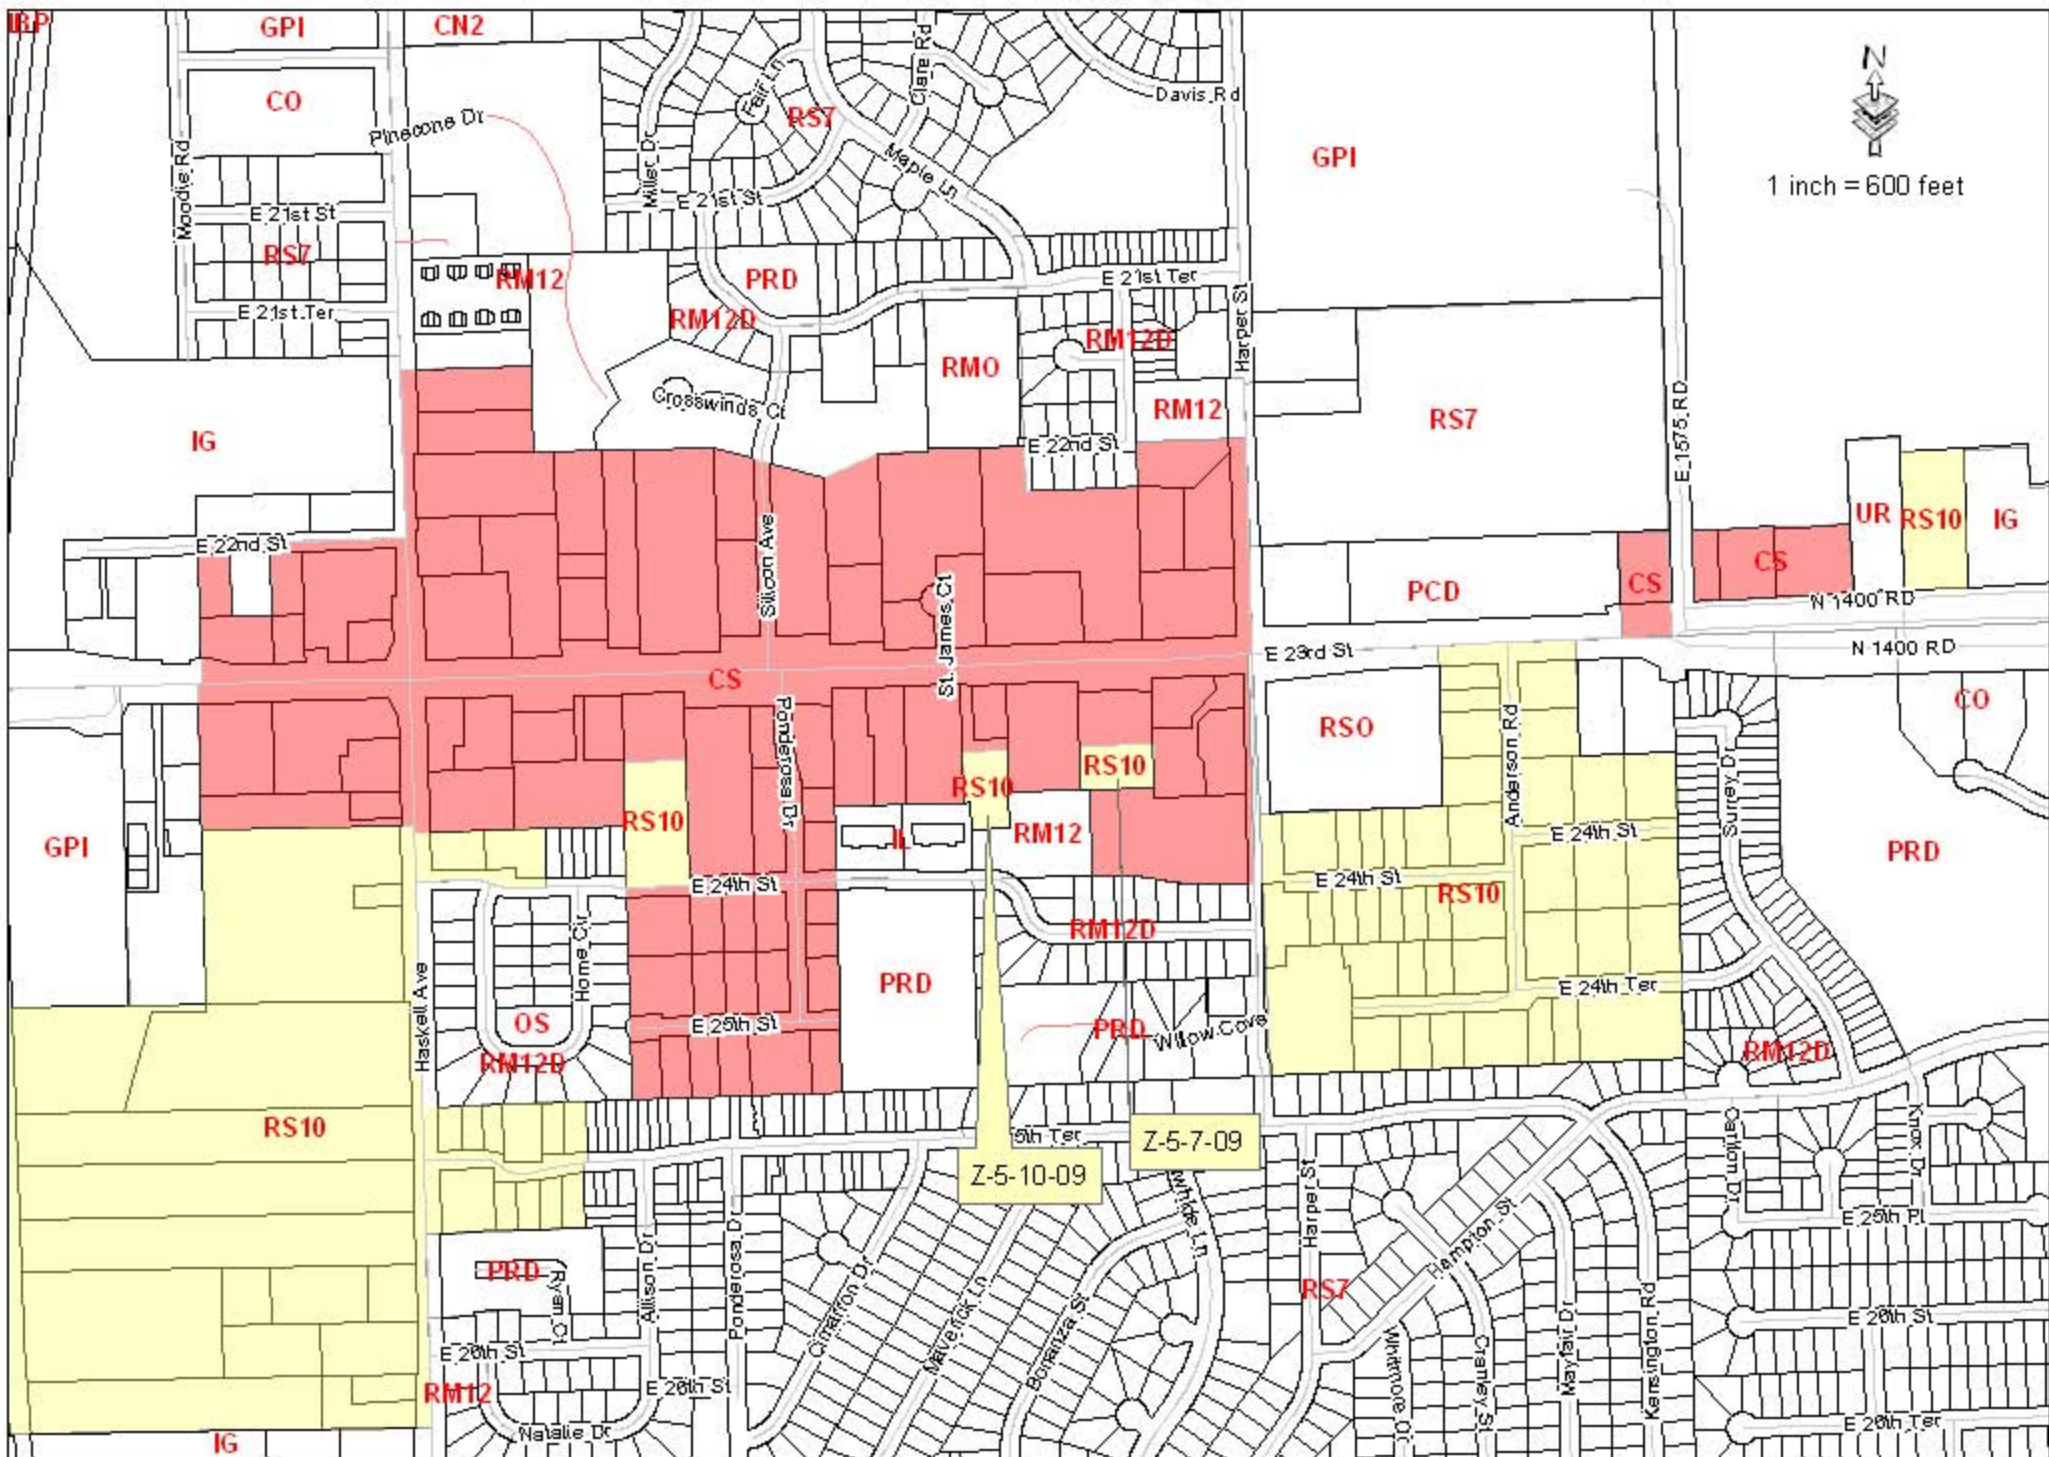 IBP
GPI
CN2
N
CO
Pinecone Dr
Fair Ln
Clare Rd
Davis Rd
RS7
GPI
1 inch = 600 feet
Moodie Rd
Miller Dr
Maple Ln
E 21st St
E 21st St
RS7
RM12
PRD
E 21st Ter
E 21st Ter
RM12D
RM12D
Harper St
RMO
Crosswinds Ct
RM12
RS7
E 1575 RD
IG
E 22nd St
UR
RS10
IG
E 22nd St
Silicon Ave
St. James Ct
PCD
CS
CS
N 1400 RD
E 23rd St
N 1400 RD
CS
Ponderosa Dr
RSO
Anderson Rd
CO
RS10
RS10
RS10
Surrey Dr
GPI
IL
RM12
E 24th St
PRD
E 24th St
E 24th St
RS10
Haskell Ave
Home Cir
RM12D
PRD
E 24th Ter
OS
E 25th St
PRD
Willow Cove
RM12D
RM12D
RS10
5th Ter
Z-5-7-09
Z-5-10-09
Carlton Dr
Knox Dr
Harper St
Hampton St
E 25th Pl
PRD
Ryan Ct
Allison Dr
Ponderosa Dr
Cimarron Dr
Maverick Ln
Bonanza St
RS7
E 26th St
E 26th St
RM12
E 26th St
Whitmore Dr
Cranley St
Mayfair Dr
Kensington Rd
Natalie Dr
E 26th Ter
IG